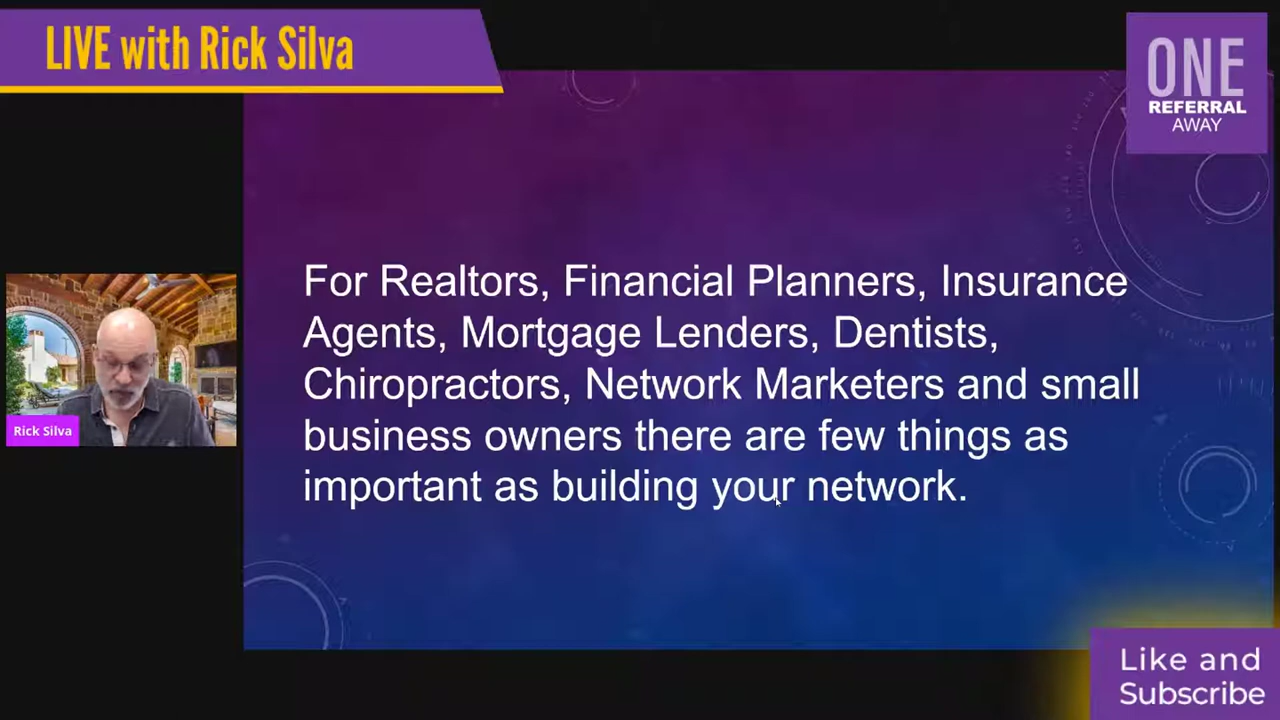 LIVE with Rick Silva
ONE
REFERRAL
AWAY
For Realtors, Financial Planners, Insurance
Agents, Mortgage Lenders, Dentists,
Chiropractors, Network Marketers and small
business owners there are few things as
important as building your network.
Rick Silva
Like and
Subscribe